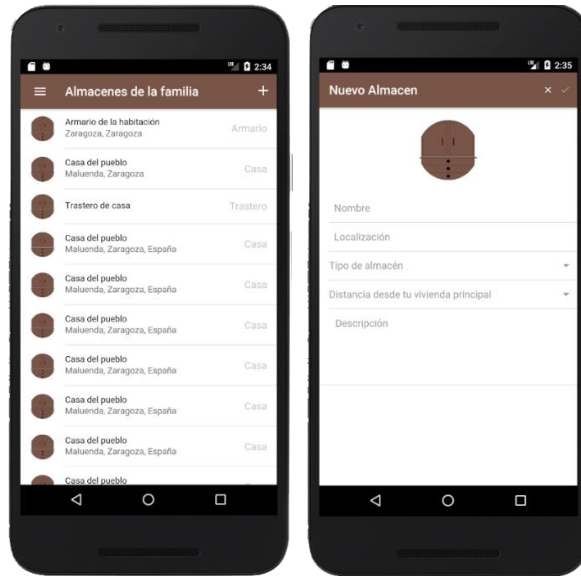 2:34
Almacenes de la familia
Armario de la habitación
Zaragoza, Zaragoza
Armario
Casa del pueblo
Maluenda, Zaragoza
Casa
Trastero de casa
Trastero
Casa del pueblo
Maluenda, Zaragoza, España
Casa
Casa del pueblo
Maluenda, Zaragoza, España
Casa
Casa del pueblo
Maluenda, Zaragoza, España
Casa
Casa del pueblo
Maluenda, Zaragoza, España
Casa
Casa del pueblo
Maluenda, Zaragoza, España
Casa
Casa del pueblo
Maluenda, Zaragoza, España
Casa
Casa del pueblo
2:35
Nuevo Almacen
Nombre
Localización
Tipo de almacén
Distancia desde tu vivienda principal
Descripción